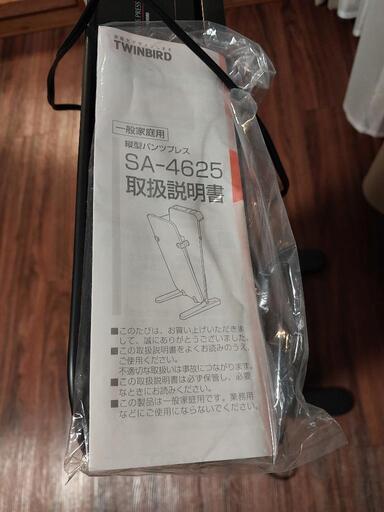 TWINBIRD
一般家庭用
縦型パンツプレス
SA-4625
取扱説明書
■このたびは、お買い上げいただきまして、誠にありがとうございました。
■この取扱説明書をよくお読みのうえ、ご使用ください。
不適切な取扱いは事故につながります。
■この取扱説明書は必ず保管し、必要なときにお読みください。
■この製品は一般家庭用です。業務用などにご使用にならないでください。